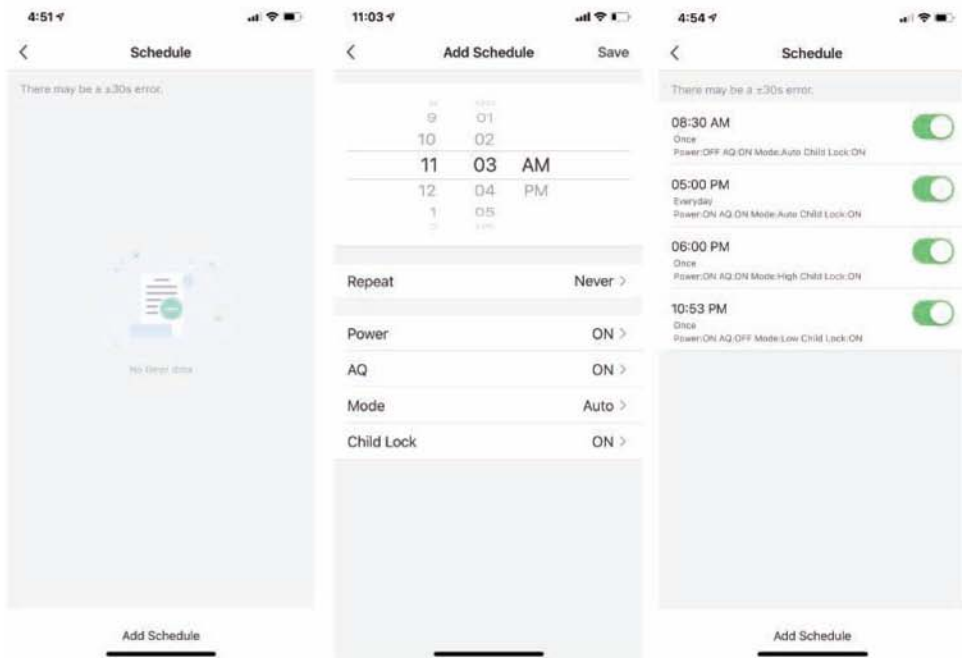 4:51
Schedule
There may be a ±30s error.
No timer data
Add Schedule
11:03
Add Schedule
Save
9 01
10 02
11 03 AM
12 04 PM
1 05
Repeat Never
Power ON
AQ ON
Mode Auto
Child Lock ON
4:54
Schedule
There may be a ±30s error.
08:30 AM
Once
Power:OFF AQ:ON Mode:Auto Child Lock:ON
05:00 PM
Everyday
Power:ON AQ:ON Mode:Auto Child Lock:ON
06:00 PM
Once
Power:ON AQ:ON Mode:High Child Lock:ON
10:53 PM
Once
Power:ON AQ:OFF Mode:Low Child Lock:ON
Add Schedule